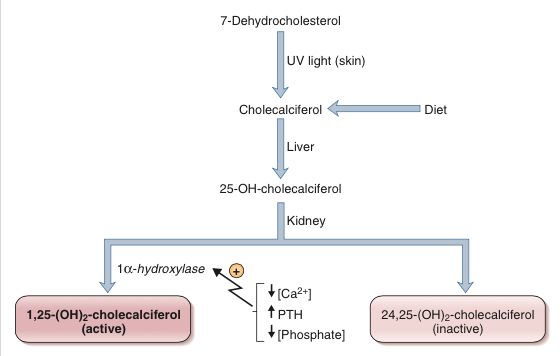 7-Dehydrocholesterol
UV light (skin)
Cholecalciferol
Diet
Liver
25-OH-cholecalciferol
Kidney
1α-hydroxylase
+
↓[Ca²⁺]
↑ PTH
↓[Phosphate]
1,25-(OH)₂-cholecalciferol
(active)
24,25-(OH)₂-cholecalciferol
(inactive)